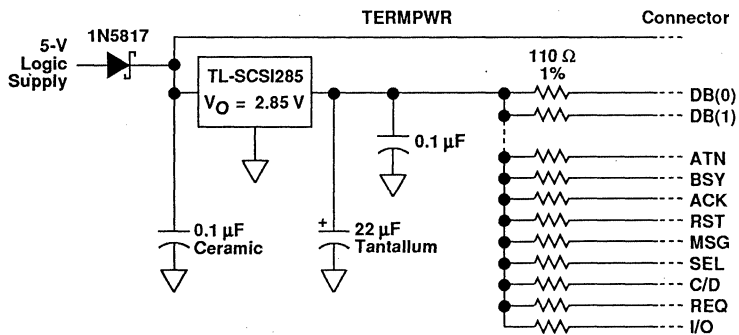 TERMPWR
Connector
1N5817
5-V
Logic
Supply
TL-SCSI285
VO = 2.85 V
110 Ω
1%
DB(0)
DB(1)
0.1 µF
ATN
BSY
ACK
RST
MSG
SEL
C/D
REQ
I/O
0.1 µF
Ceramic
+
22 µF
Tantallum